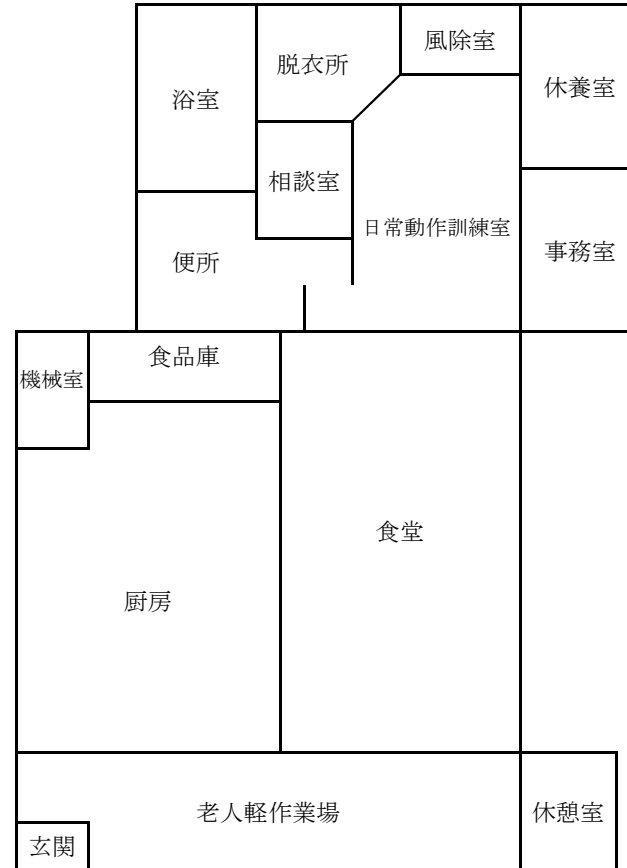 風除室
脱衣所
休養室
浴室
相談室
日常動作訓練室
事務室
便所
食品庫
機械室
食堂
厨房
老人軽作業場
休憩室
玄関